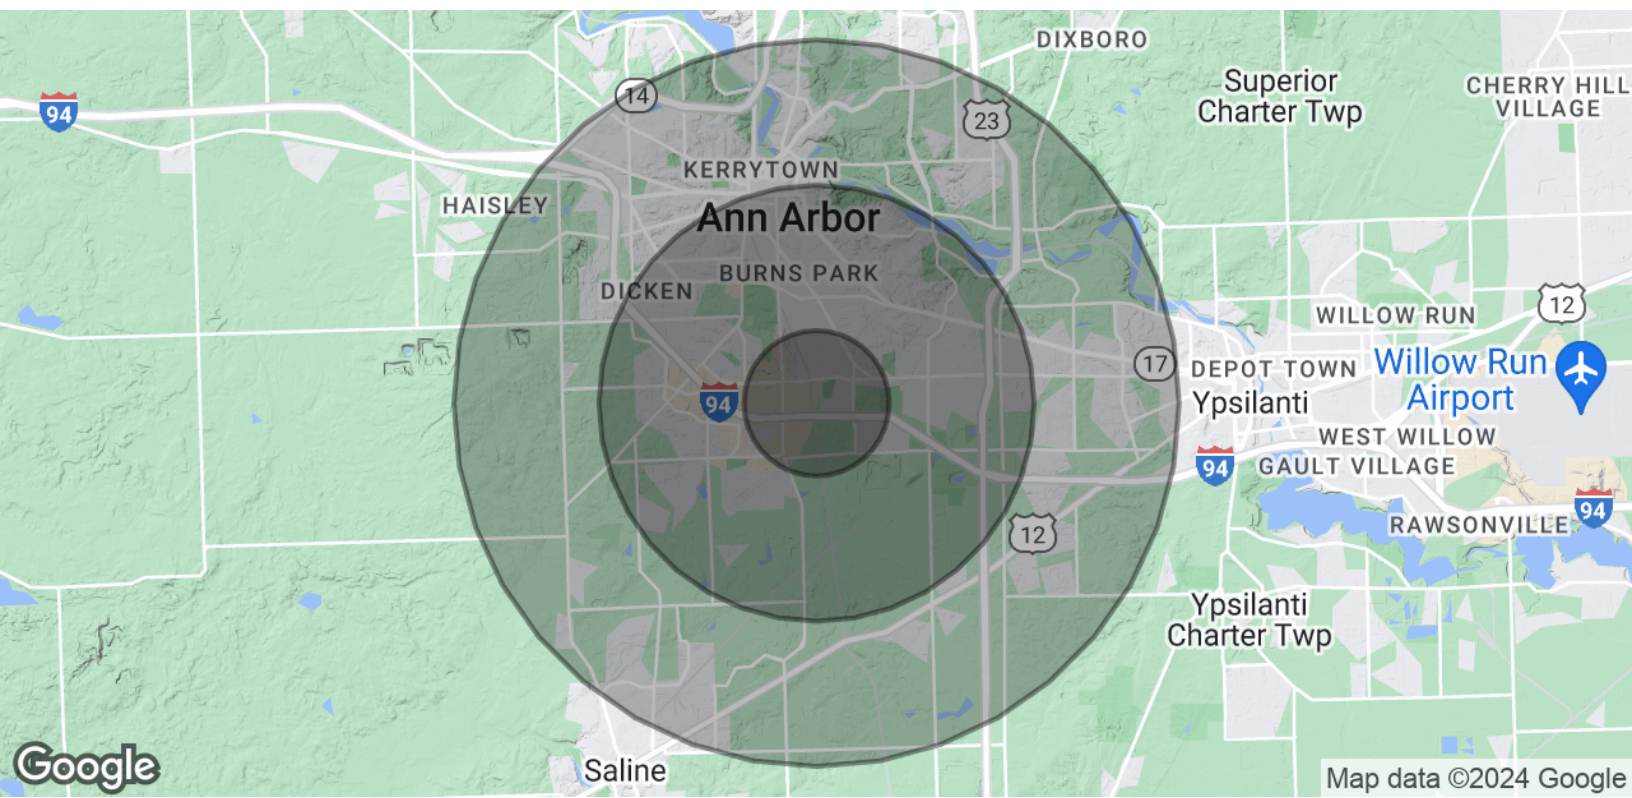 DIXBORO
Superior
Charter Twp
CHERRY HILL
VILLAGE
94
14
23
KERRYTOWN
HAISLEY
Ann Arbor
BURNS PARK
DICKEN
12
WILLOW RUN
17
DEPOT TOWN
Willow Run
Airport
Ypsilanti
94
WEST WILLOW
GAULT VILLAGE
94
94
RAWSONVILLE
12
Ypsilanti
Charter Twp
Saline
Google
Map data ©2024 Google